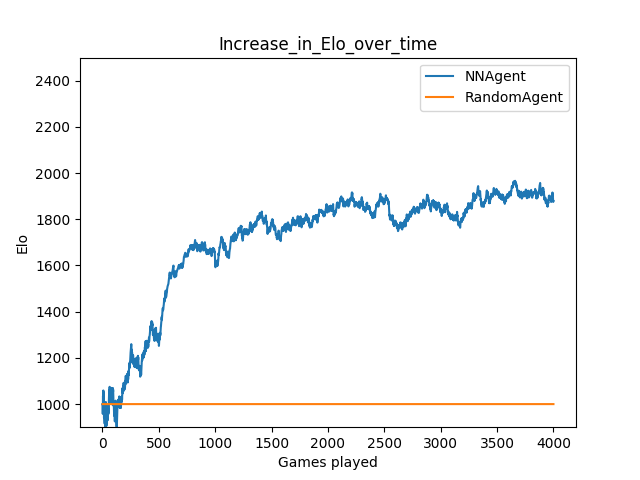 Increase_in_Elo_over_time
NNAgent
RandomAgent
2400
2200
2000
1800
1600
1400
1200
1000
Elo
0 500 1000 1500 2000 2500 3000 3500 4000
Games played